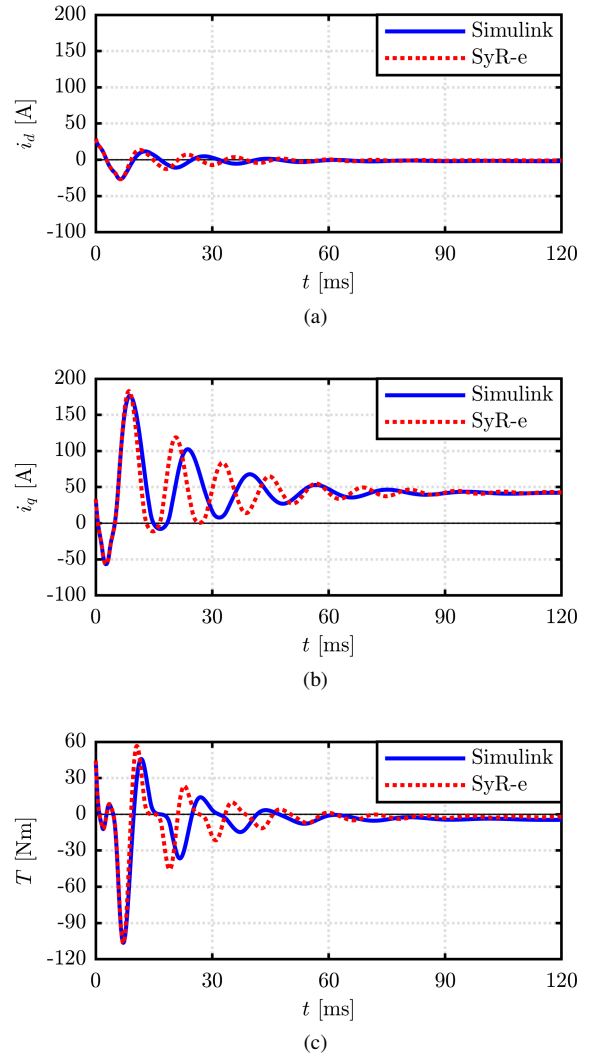 200
150
100
50
0
-50
-100
i_d [A]
Simulink
SyR-e
0 30 60 90 120
t [ms]
(a)
200
150
100
50
0
-50
-100
i_q [A]
Simulink
SyR-e
0 30 60 90 120
t [ms]
(b)
60
30
0
-30
-60
-90
-120
T [Nm]
Simulink
SyR-e
0 30 60 90 120
t [ms]
(c)